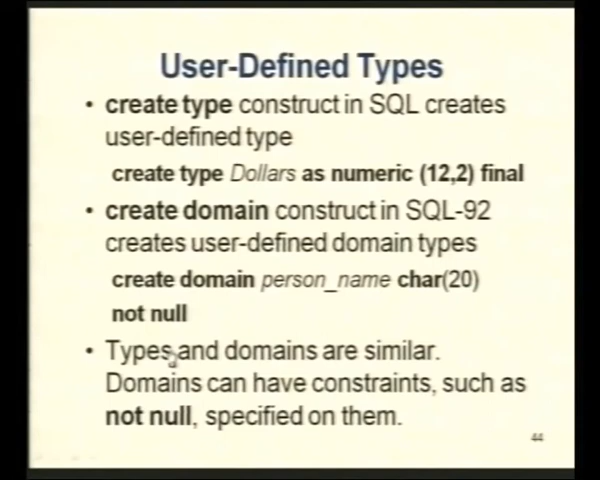 User-Defined Types
• create type construct in SQL creates
user-defined type
create type Dollars as numeric (12,2) final
• create domain construct in SQL-92
creates user-defined domain types
create domain person_name char(20)
not null
• Types and domains are similar.
Domains can have constraints, such as
not null, specified on them.
44